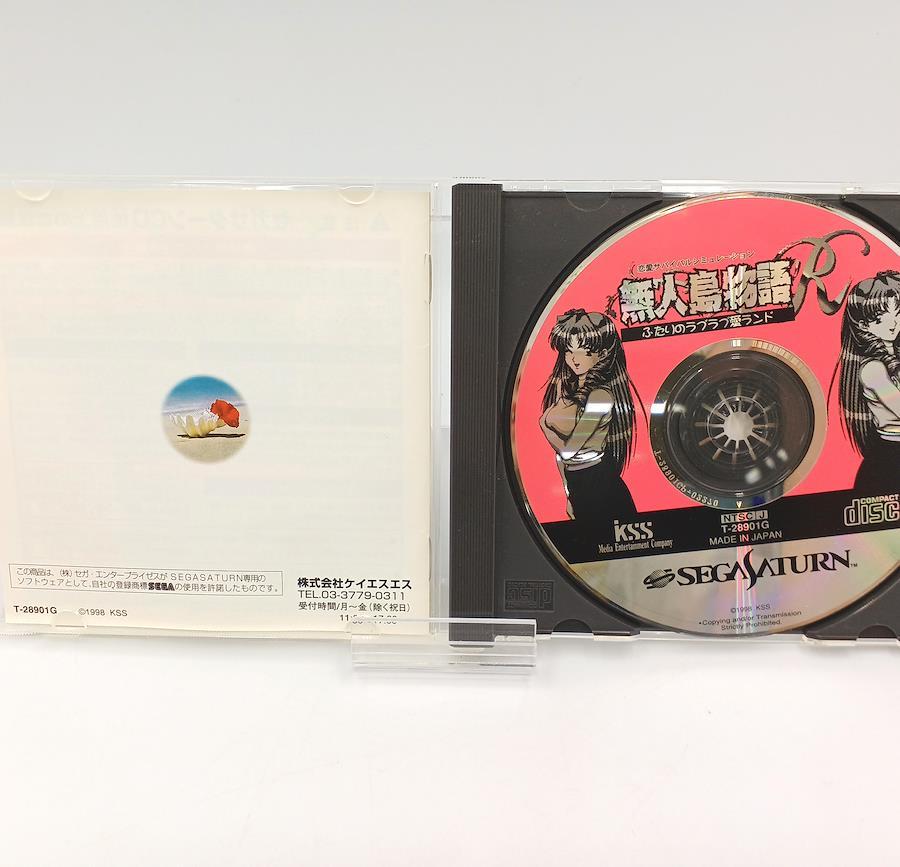 この商品は、(株)セガ・エンタープライゼスがSEGASATURN専用の
ソフトウェアとして、自社の登録商標SEGAの使用を許諾したものです。
T-28901G ©1998 KSS
株式会社ケイエスエス
TEL.03-3779-0311
受付時間/月〜金(除く祝日)
恋愛サバイバルシミュレーション
無人島物語R
ふたりのラブラブ愛ランド
KSS
Media Entertainment Company
NTSC J
T-28901G
MADE IN JAPAN
COMPACT
disc
SEGASATURN™
©1998 KSS
•Copying and/or Transmission
Strictly Prohibited.